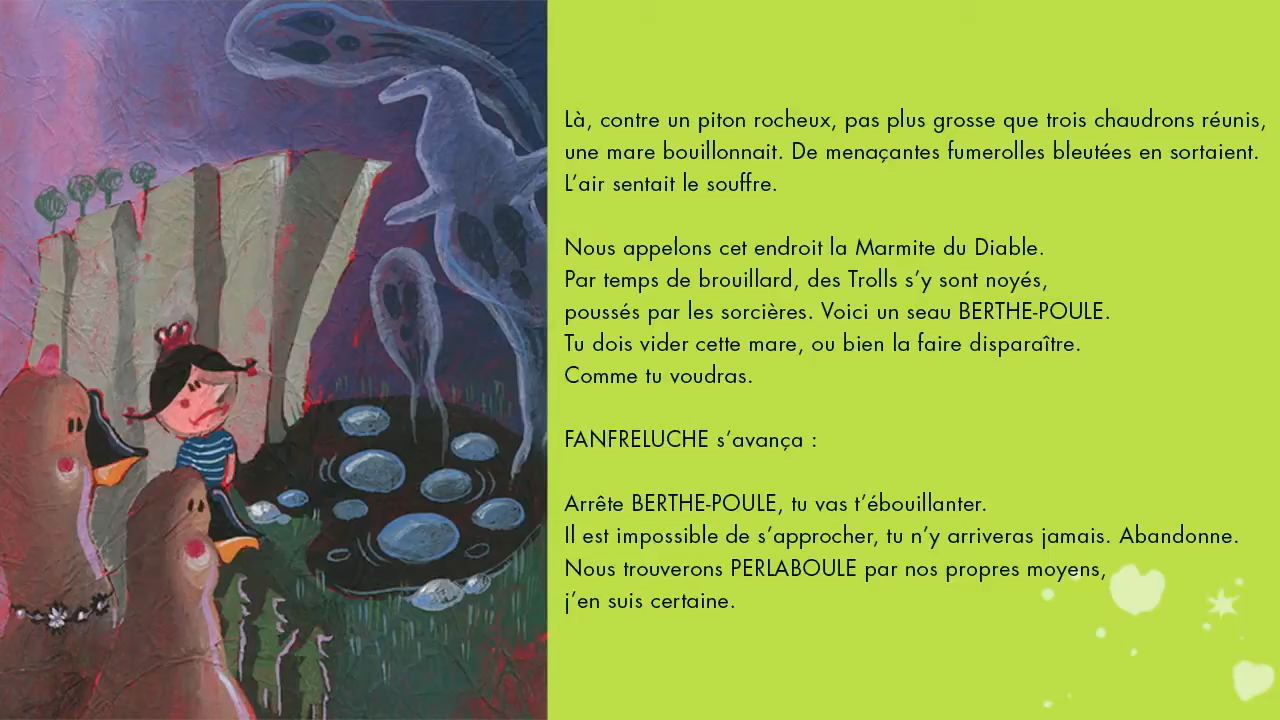 Là, contre un piton rocheux, pas plus grosse que trois chaudrons réunis,
une mare bouillonnait. De menaçantes fumerolles bleutées en sortaient.
L’air sentait le souffre.
Nous appelons cet endroit la Marmite du Diable.
Par temps de brouillard, des Trolls s’y sont noyés,
poussés par les sorcières. Voici un seau BERTHE-POULE.
Tu dois vider cette mare, ou bien la faire disparaître.
Comme tu voudras.
FANFRELUCHE s’avança :
Arrête BERTHE-POULE, tu vas t’ébouillanter.
Il est impossible de s’approcher, tu n’y arriveras jamais. Abandonne.
Nous trouverons PERLABOULE par nos propres moyens,
j’en suis certaine.